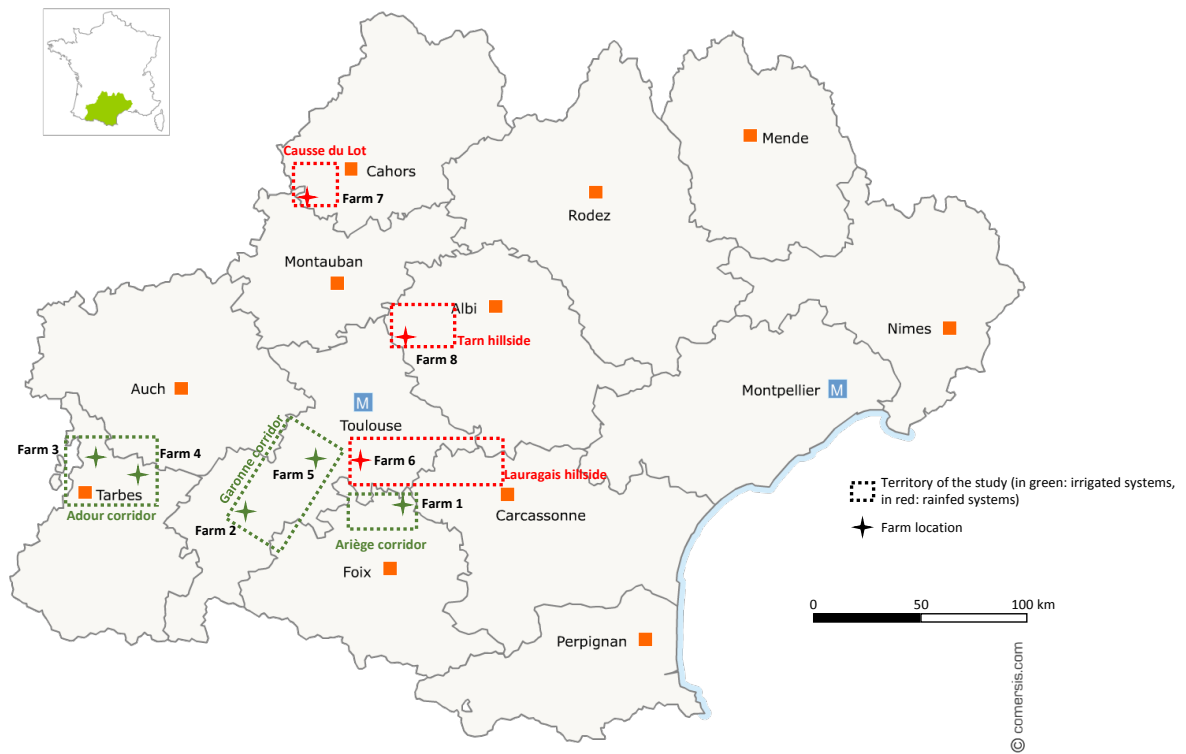 Mende
Causse du Lot
Cahors
Farm 7
Rodez
Montauban
Albi
Nimes
Tarn hillside
Farm 8
Auch
Montpellier
M
M
Toulouse
Garonne corridor
Farm 3
Farm 4
Farm 5
Farm 6
Lauragais hillside
Tarbes
Adour corridor
Farm 2
Farm 1
Carcassonne
Ariège corridor
Foix
Territory of the study (in green: irrigated systems,
in red: rainfed systems)
Farm location
0
50
100 km
Perpignan
© comersis.com